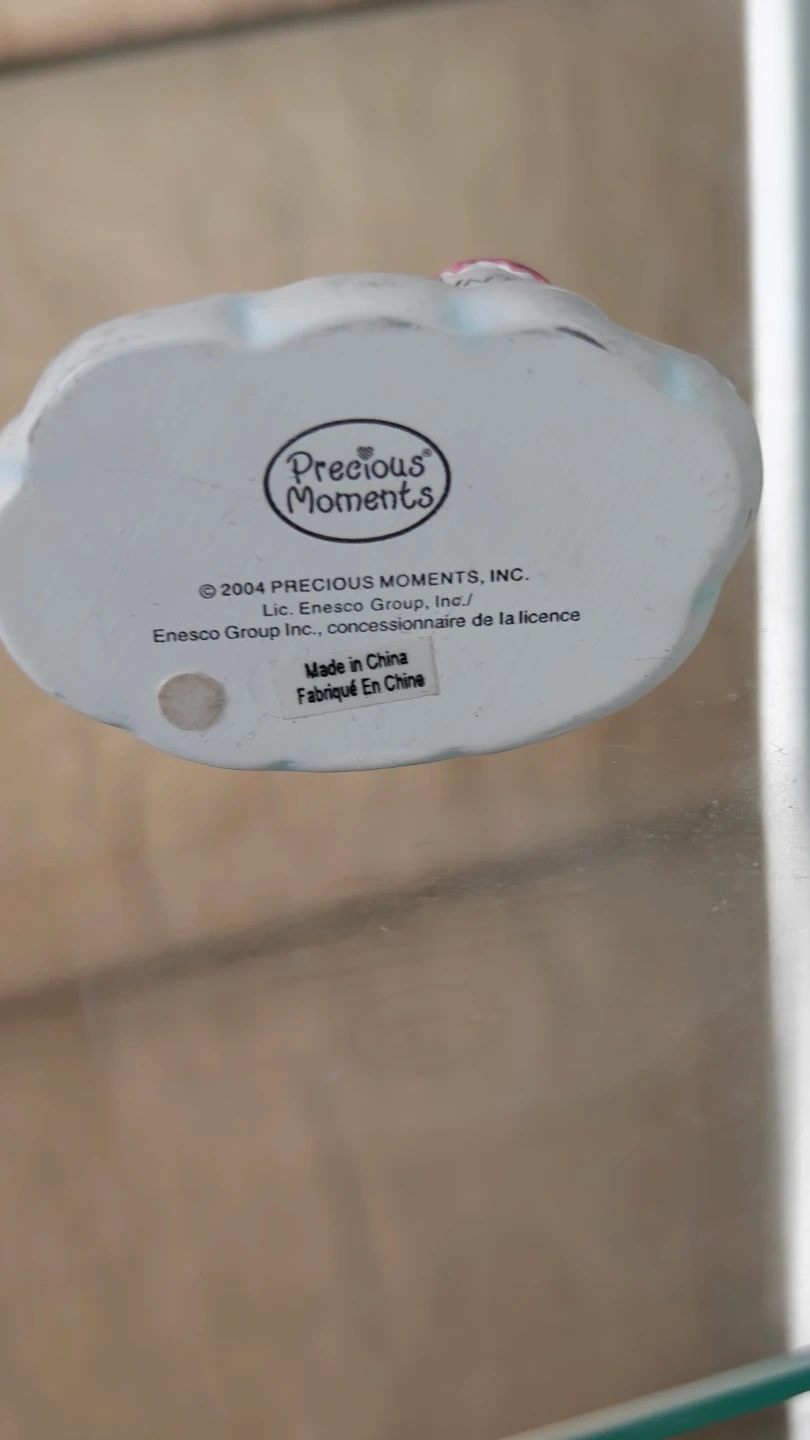 Precious®
Moments
© 2004 PRECIOUS MOMENTS, INC.
Lic. Enesco Group, Inc./
Enesco Group Inc., concessionnaire de la licence
Made in China
Fabriqué En Chine